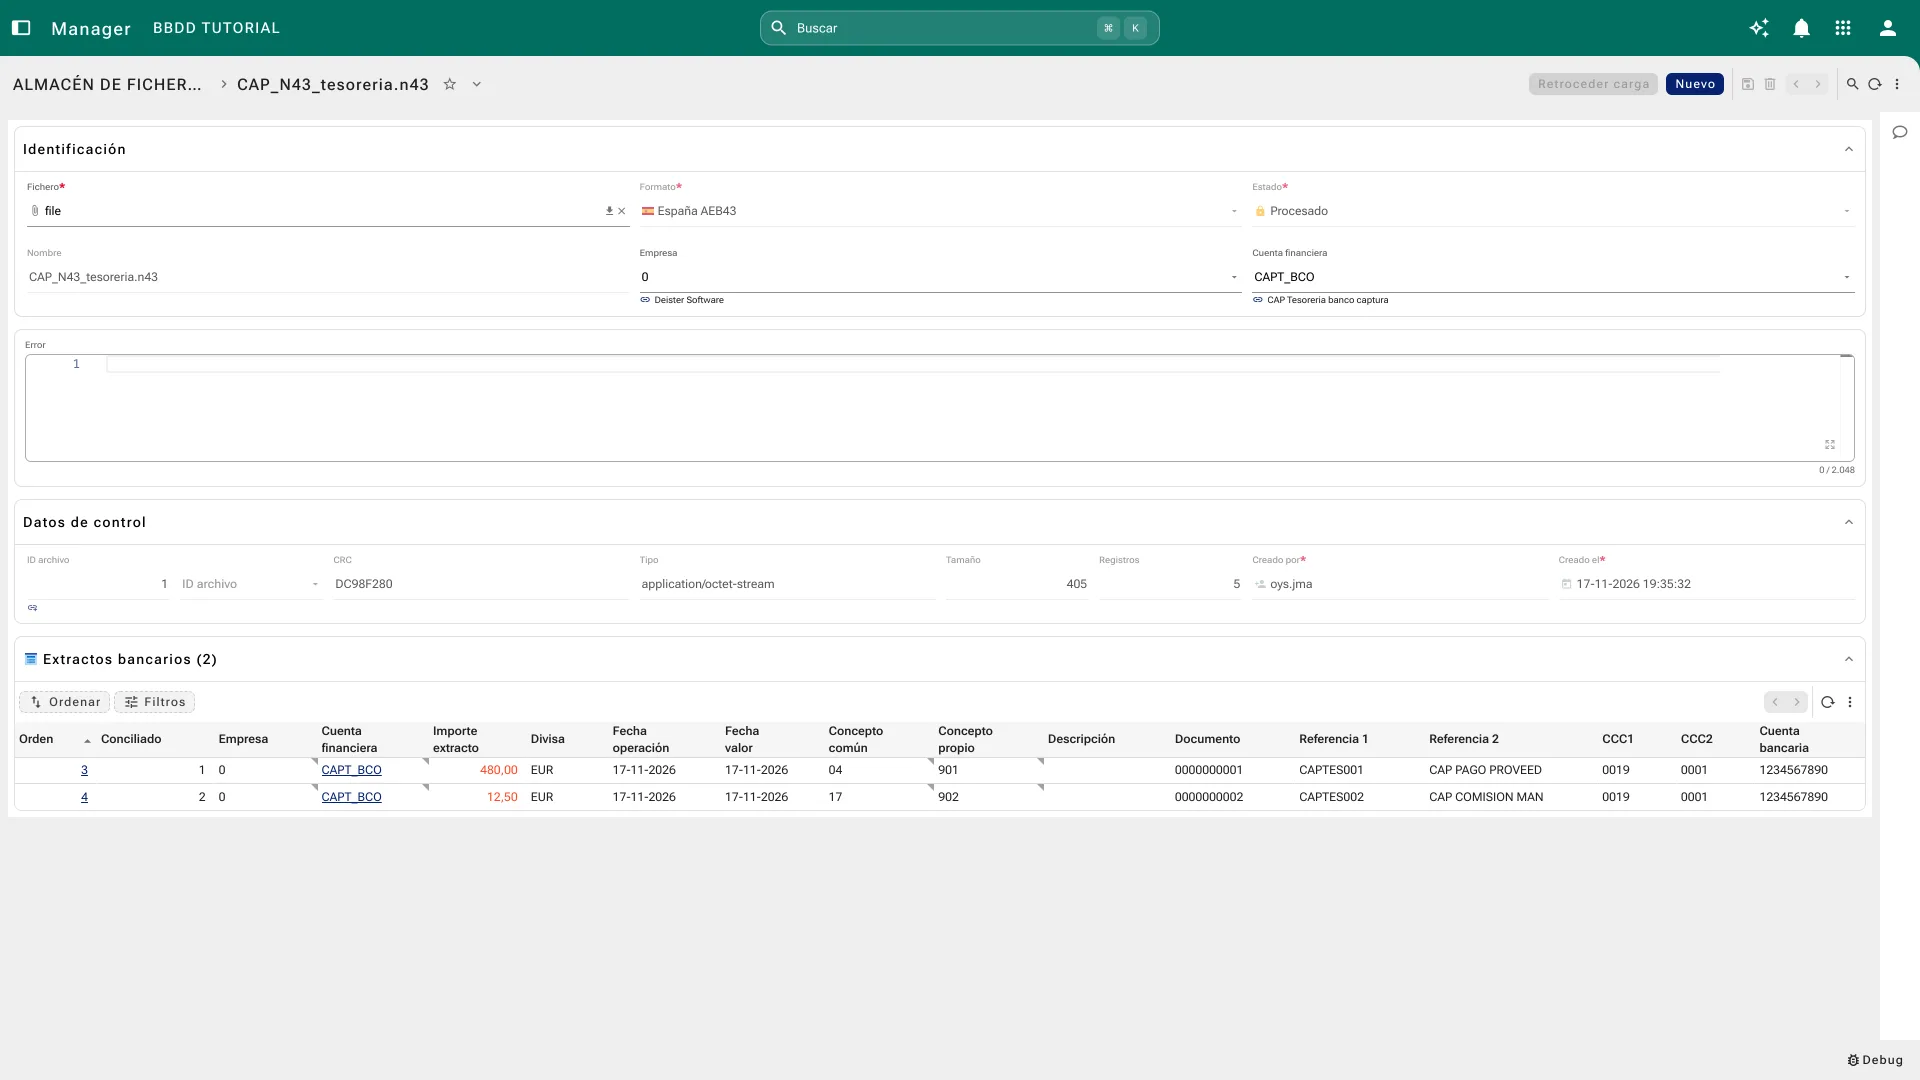 Manager BBDD TUTORIAL Buscar ⌘ K
ALMACÉN DE FICHER... CAP_N43_tesoreria.n43 Retroceder carga Nuevo
Identificación
Fichero* Formato* Estado*
file España AEB43 Procesado
Nombre Empresa Cuenta financiera
CAP_N43_tesoreria.n43 0 CAPT_BCO
Deister Software CAP Tesoreria banco captura
Error
1
0 / 2.048
Datos de control
ID archivo CRC Tipo Tamaño Registros Creado por* Creado el*
1 ID archivo DC98F280 application/octet-stream 405 5 oys.jma 17-11-2026 19:35:32
Extractos bancarios (2)
Ordenar Filtros
Orden Conciliado Empresa Cuenta financiera Importe extracto Divisa Fecha operación Fecha valor Concepto común Concepto propio Descripción Documento Referencia 1 Referencia 2 CCC1 CCC2 Cuenta bancaria
3 1 0 CAPT_BCO 480,00 EUR 17-11-2026 17-11-2026 04 901 0000000001 CAPTES001 CAP PAGO PROVEED 0019 0001 1234567890
4 2 0 CAPT_BCO 12,50 EUR 17-11-2026 17-11-2026 17 902 0000000002 CAPTES002 CAP COMISION MAN 0019 0001 1234567890
Debug